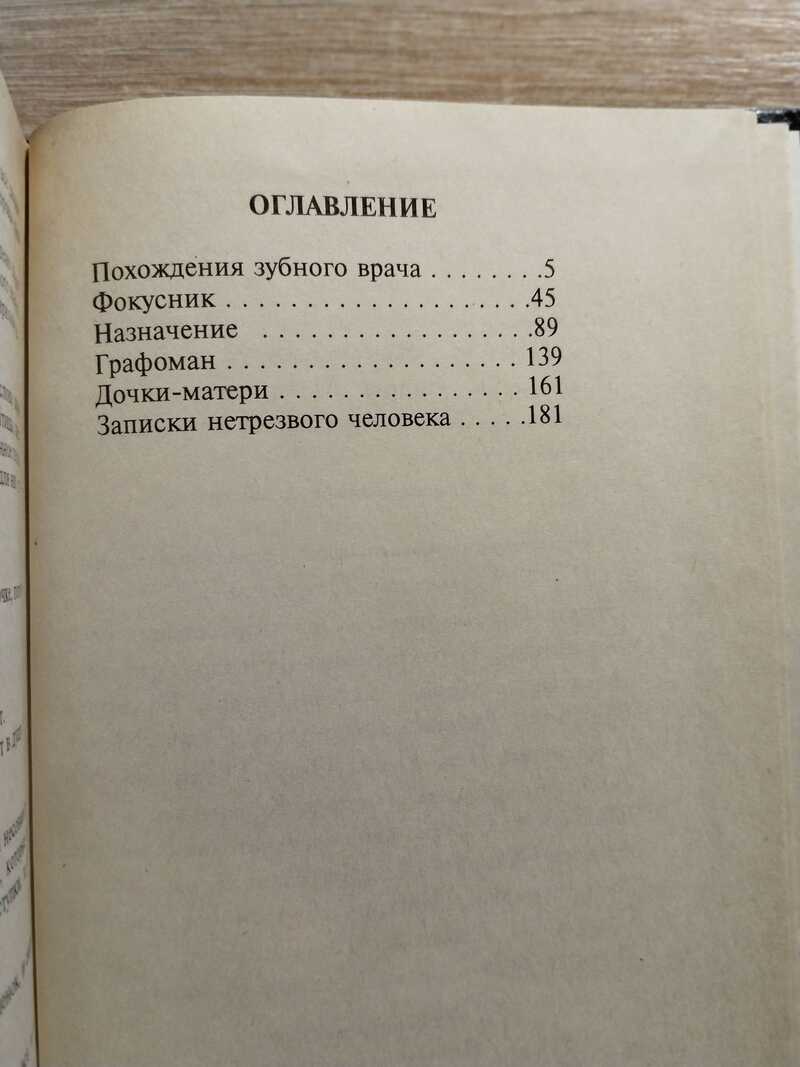 ОГЛАВЛЕНИЕ
Похождения зубного врача . . . . . . . .5
Фокусник . . . . . . . . . . . . . . . . . . .45
Назначение . . . . . . . . . . . . . . . . .89
Графоман . . . . . . . . . . . . . . . . . . 139
Дочки-матери . . . . . . . . . . . . . . . 161
Записки нетрезвого человека . . . . .181